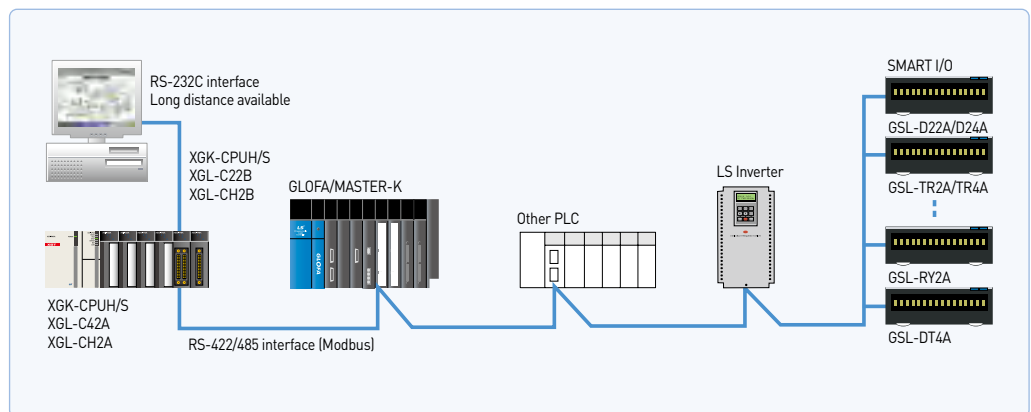 RS-232C interface
Long distance available
XGK-CPUH/S
XGL-C22B
XGL-CH2B
GLOFA/MASTER-K
GLOFA
Other PLC
LS Inverter
SMART I/O
GSL-D22A/D24A
GSL-TR2A/TR4A
GSL-RY2A
GSL-DT4A
XGK-CPUH/S
XGL-C42A
XGL-CH2A
RS-422/485 interface (Modbus)